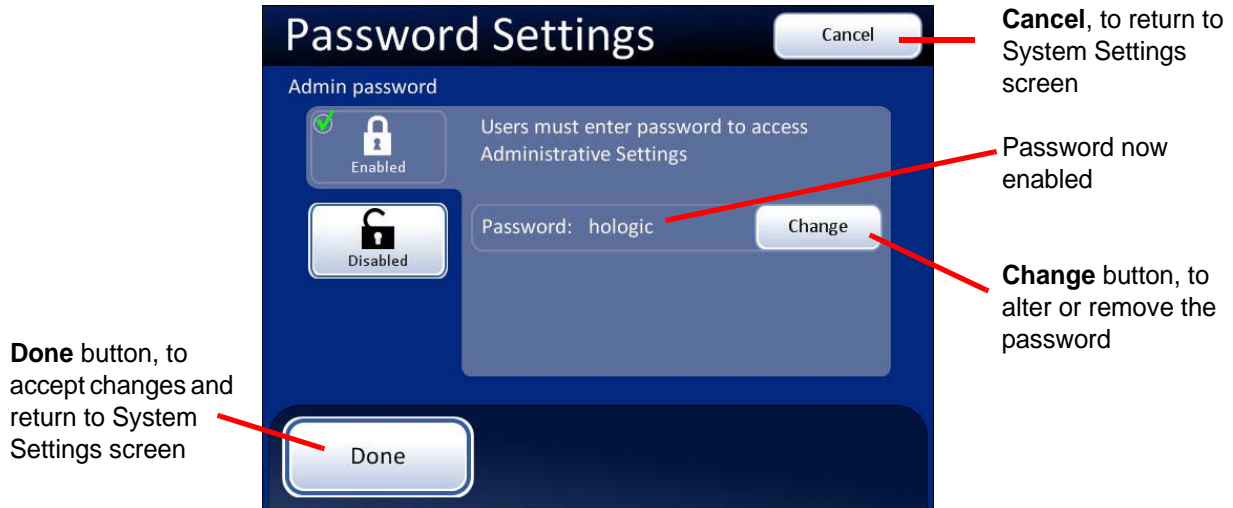 Password Settings
Cancel
Admin password
Enabled
Users must enter password to access
Administrative Settings
Password: hologic
Change
Disabled
Done
Cancel, to return to
System Settings
screen
Password now
enabled
Change button, to
alter or remove the
password
Done button, to
accept changes and
return to System
Settings screen